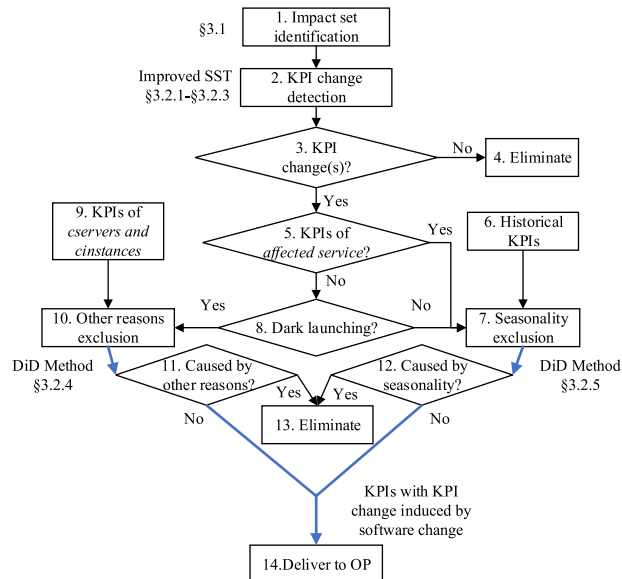 §3.1
1. Impact set
identification
Improved SST
§3.2.1-§3.2.3
2. KPI change
detection
3. KPI
change(s)?
No
4. Eliminate
Yes
9. KPIs of
cservers and
cinstances
5. KPIs of
affected service?
Yes
6. Historical
KPIs
No
10. Other reasons
exclusion
Yes
8. Dark launching?
No
7. Seasonality
exclusion
DiD Method
§3.2.4
11. Caused by
other reasons?
Yes
12. Caused by
seasonality?
Yes
DiD Method
§3.2.5
13. Eliminate
No
No
KPIs with KPI
change induced by
software change
14.Deliver to OP